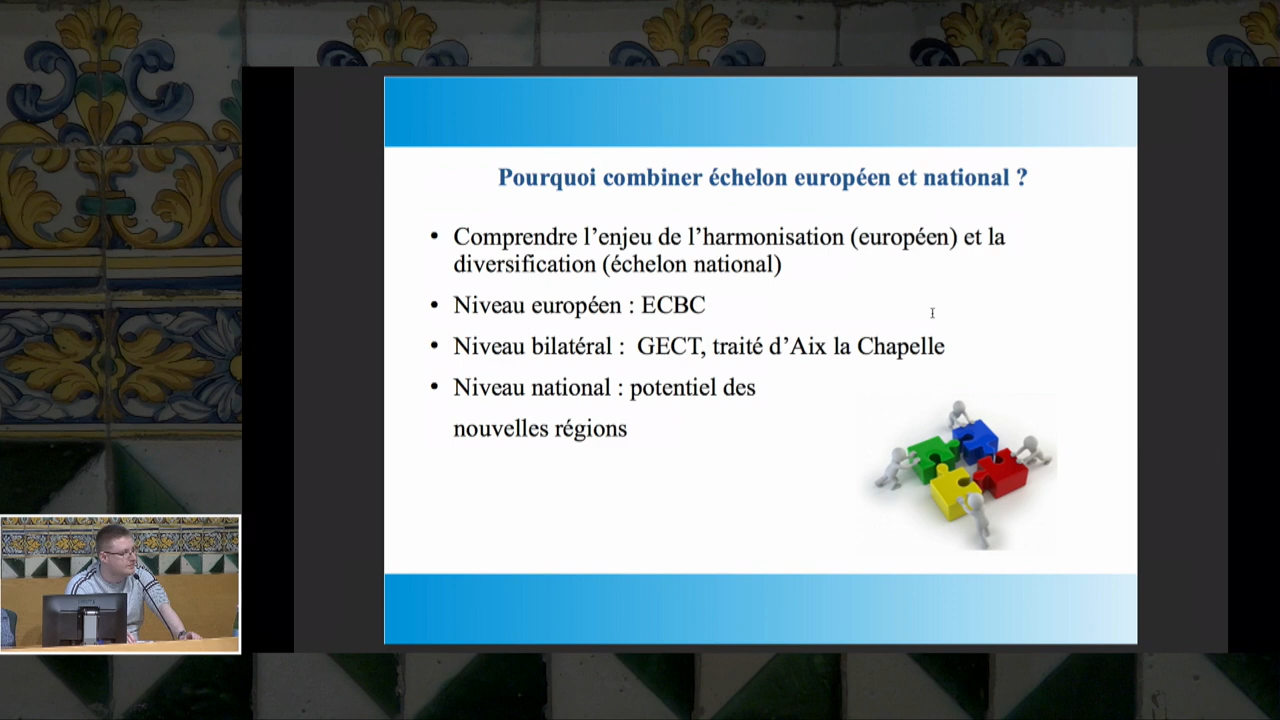 Pourquoi combiner échelon européen et national ?
• Comprendre l’enjeu de l’harmonisation (européen) et la
diversification (échelon national)
• Niveau européen : ECBC
• Niveau bilatéral :  GECT, traité d’Aix la Chapelle
• Niveau national : potentiel des
nouvelles régions